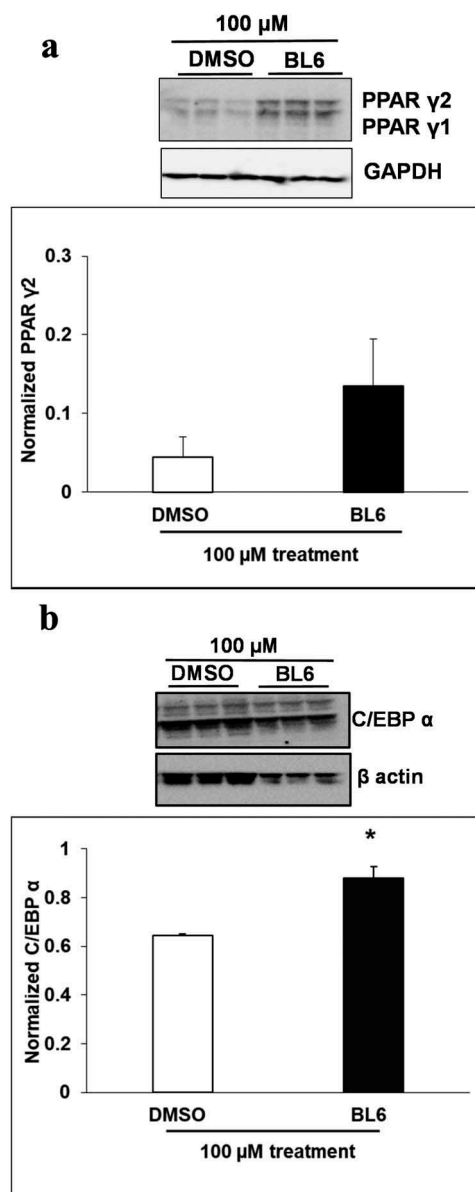 a
100 µM
DMSO BL6
PPAR γ2
PPAR γ1
GAPDH
0.3
0.2
0.1
0
Normalized PPAR γ2
DMSO BL6
100 µM treatment
b
100 µM
DMSO BL6
C/EBP α
β actin
1
0.8
0.6
0.4
0.2
0
Normalized C/EBP α
*
DMSO BL6
100 µM treatment